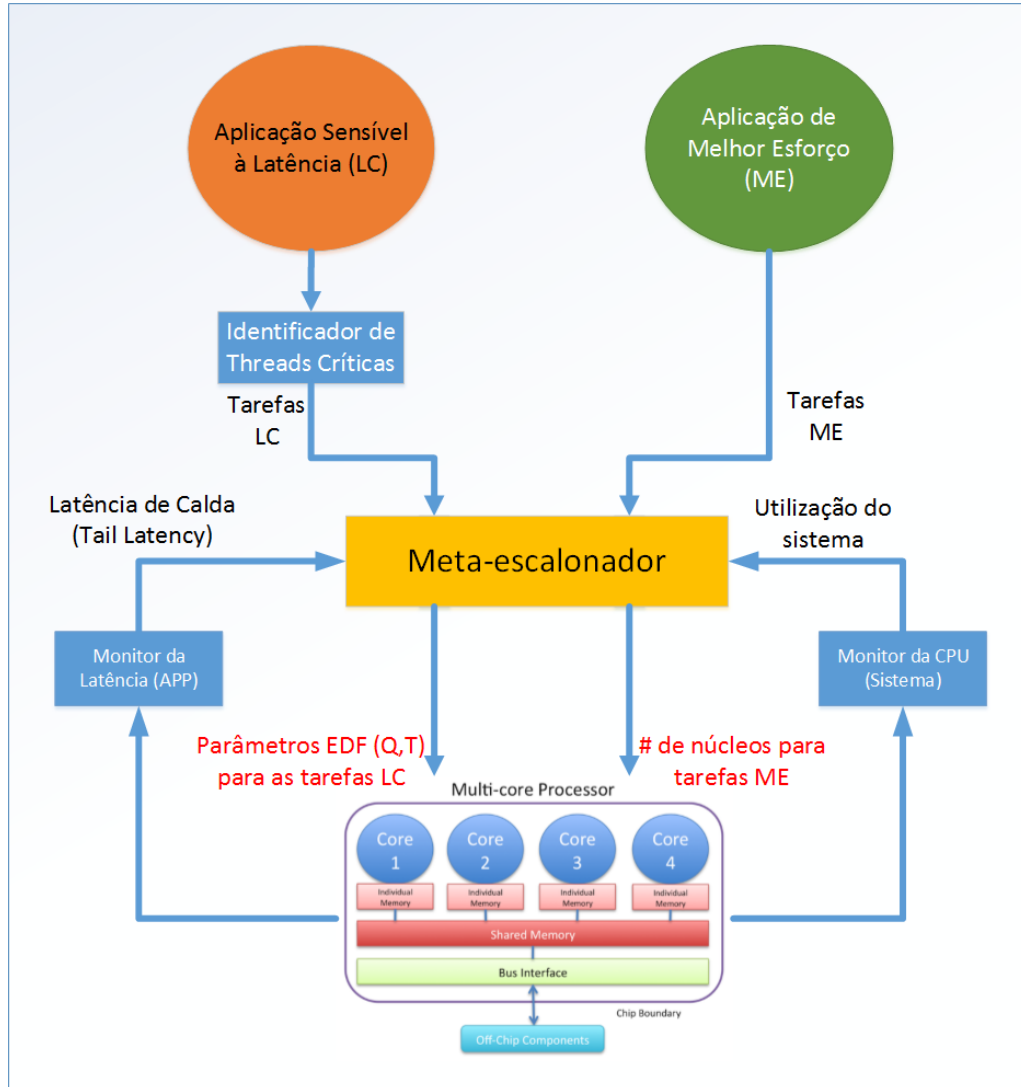 Aplicação Sensível
à Latência (LC)
Aplicação de
Melhor Esforço
(ME)
Identificador de
Threads Críticas
Tarefas
LC
Tarefas
ME
Latência de Calda
(Tail Latency)
Utilização do
sistema
Meta-escalonador
Monitor da
Latência (APP)
Monitor da CPU
(Sistema)
Parâmetros EDF (Q,T)
para as tarefas LC
# de núcleos para
tarefas ME
Multi-core Processor
Core
1
Core
2
Core
3
Core
4
Individual
Memory
Individual
Memory
Individual
Memory
Individual
Memory
Shared Memory
Bus Interface
Chip Boundary
Off-Chip Components